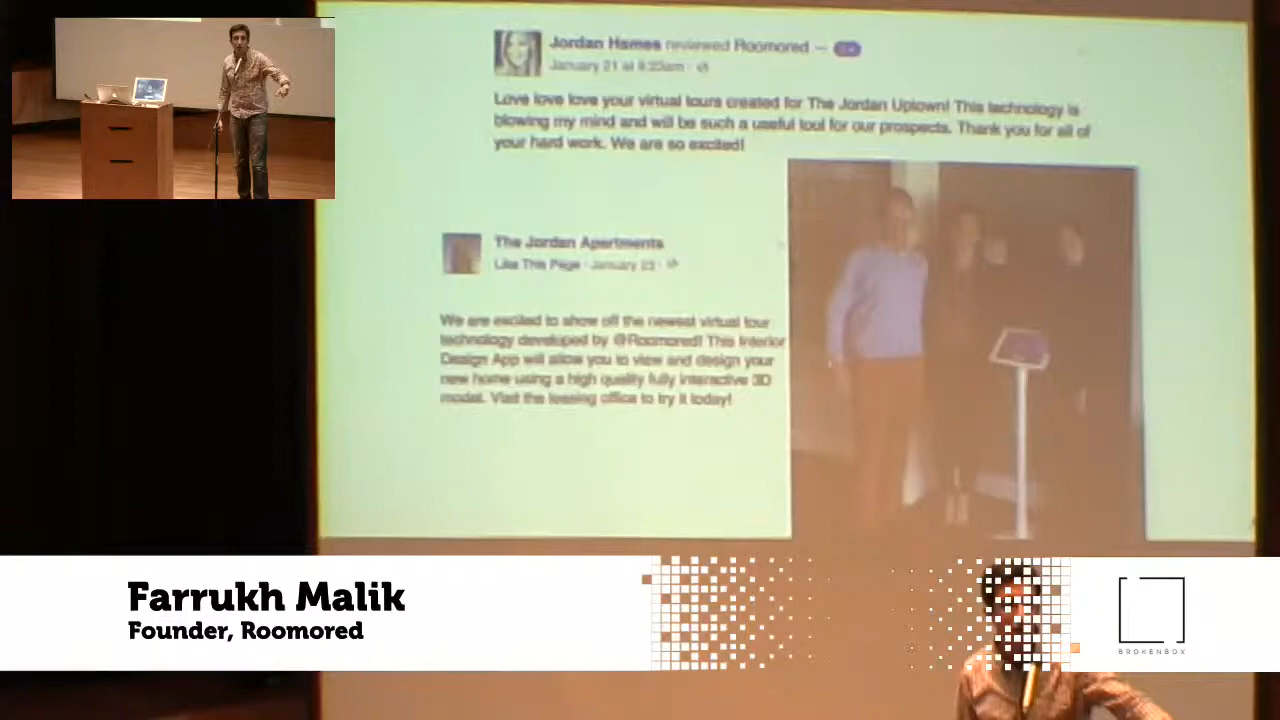 Jordan Hames reviewed Roomored —
January 21 at 9:23am ·
Love love love your virtual tours created for The Jordan Uptown! This technology is
blowing my mind and will be such a useful tool for our prospects. Thank you for all of
your hard work. We are so excited!
The Jordan Apartments
Like This Page · January 23 ·
We are excited to show off the newest virtual tour
technology developed by @Roomored! This Interior
Design App will allow you to view and design your
new home using a high quality fully interactive 3D
model. Visit the leasing office to try it today!
Farrukh Malik
Founder, Roomored
BROKENBOX